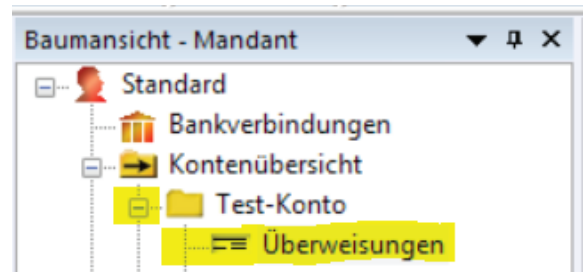 Baumansicht - Mandant
Standard
Bankverbindungen
Kontenübersicht
Test-Konto
Überweisungen